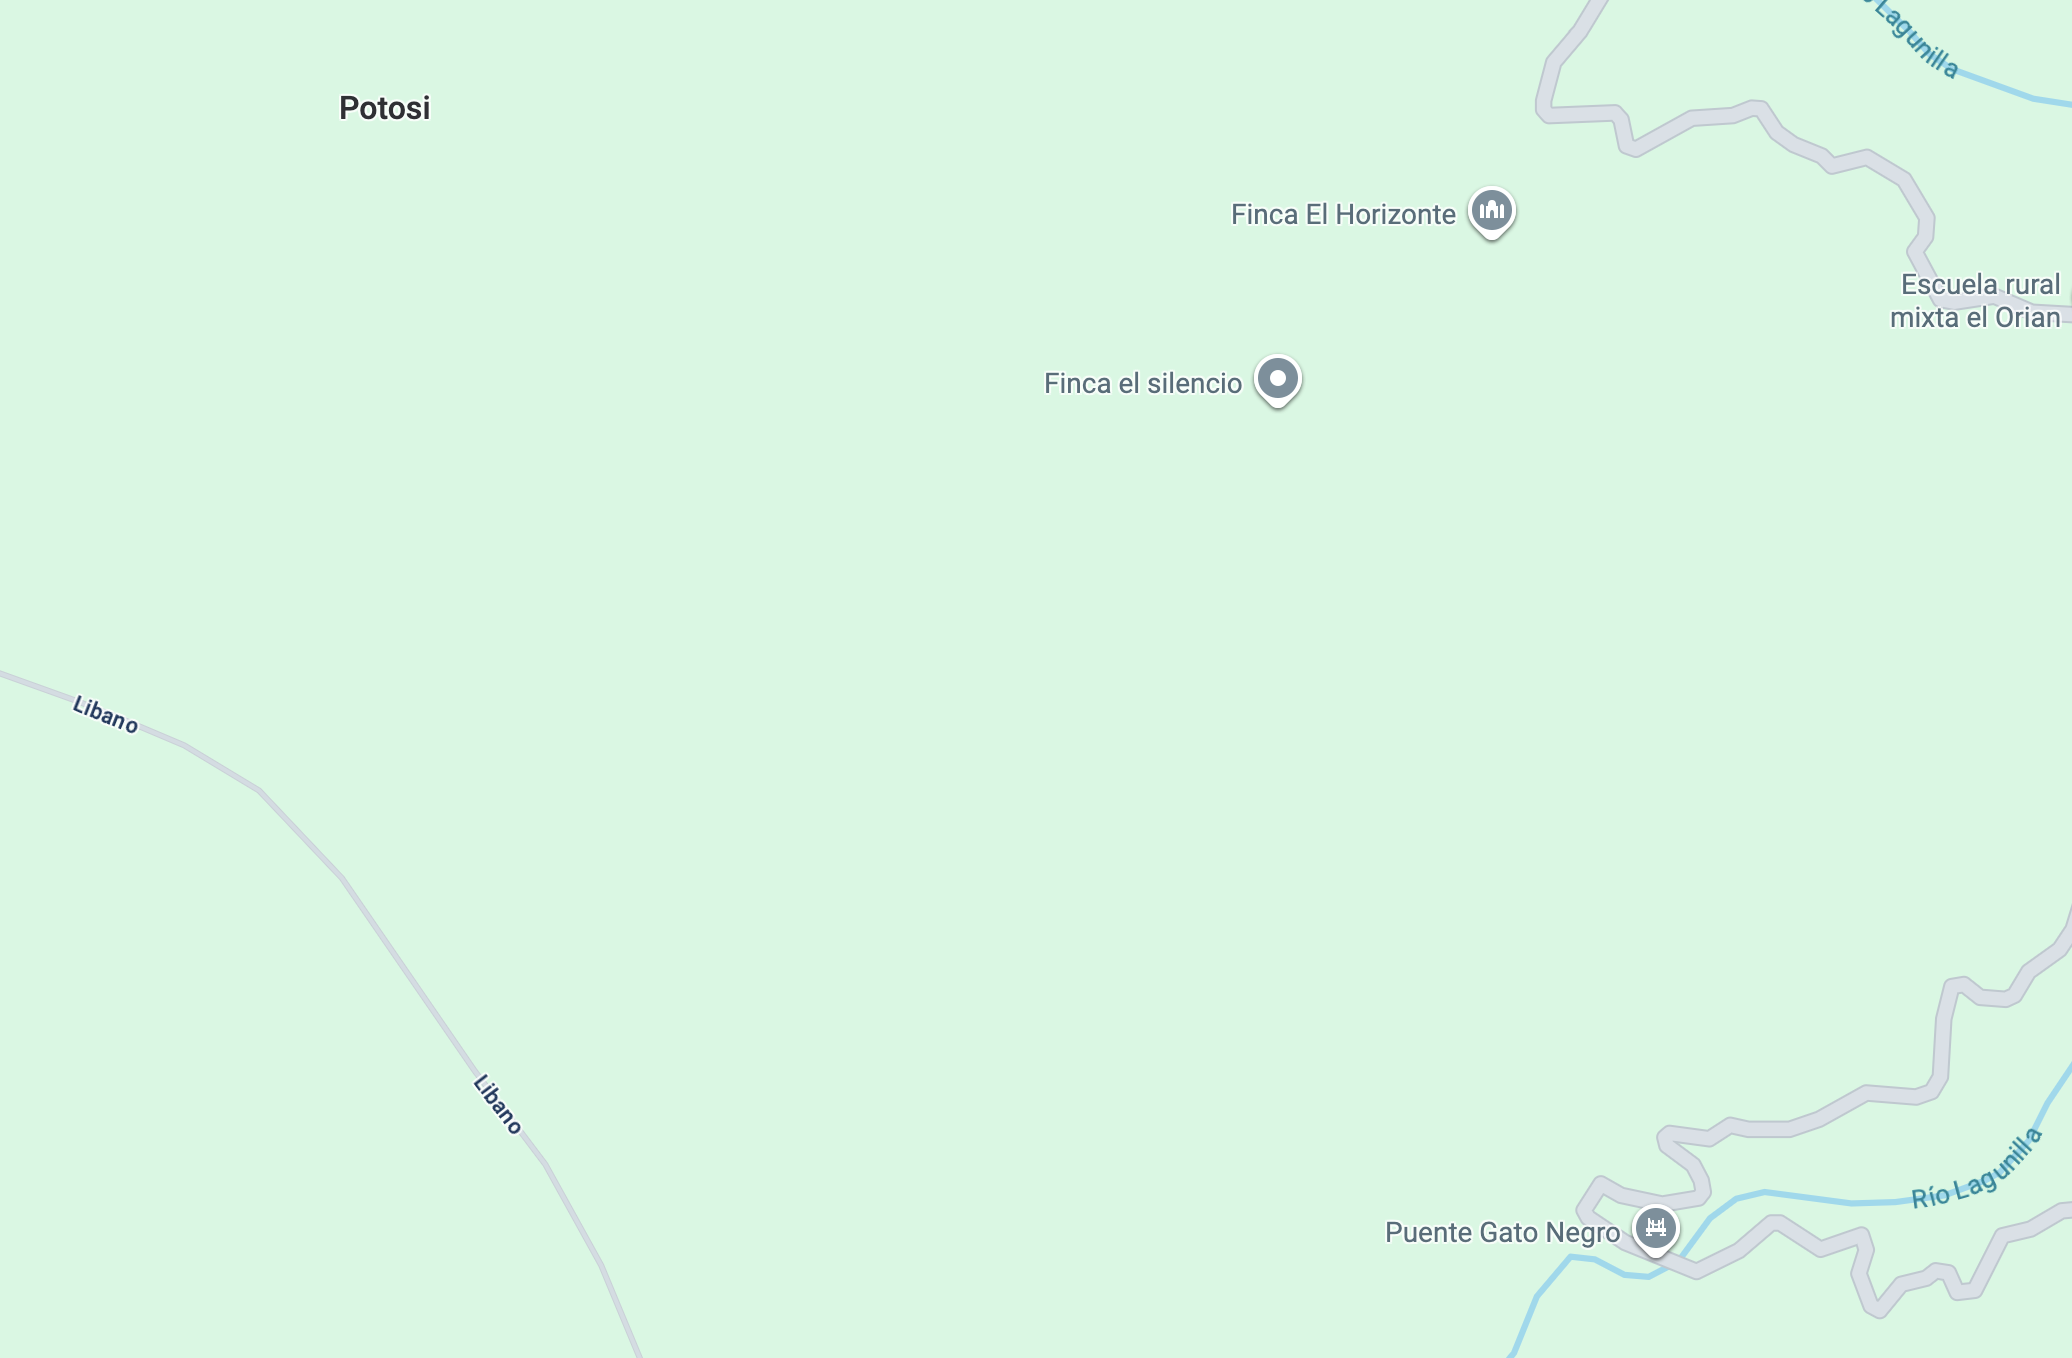 Lagunilla
Potosi
Finca El Horizonte
Escuela rural
mixta el Orian
Finca el silencio
Libano
Libano
Río Lagunilla
Puente Gato Negro